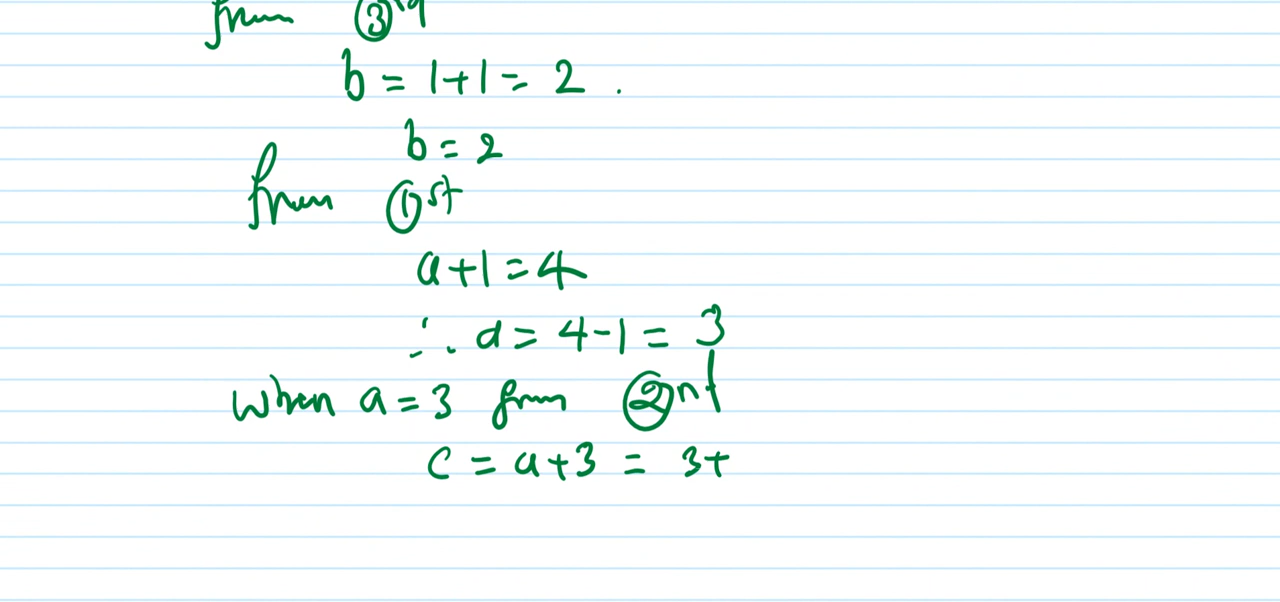 from ③rd
b = 1+1 = 2 .
b = 2
from ①st
a+1 = 4
∴ a = 4-1 = 3
when a = 3 from ②nd
c = a+3 = 3+